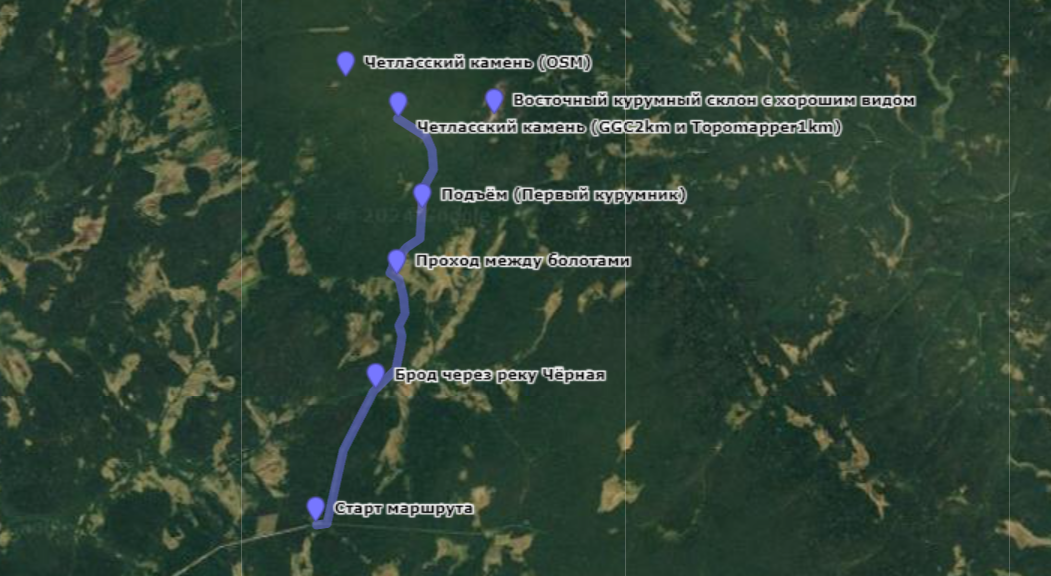 Четласский камень (OSM)
Восточный курумный склон с хорошим видом
Четласский камень (GGC2km и Topomapper1km)
Подъём (Первый курумник)
Проход между болотами
Брод через реку Чёрная
Старт маршрута